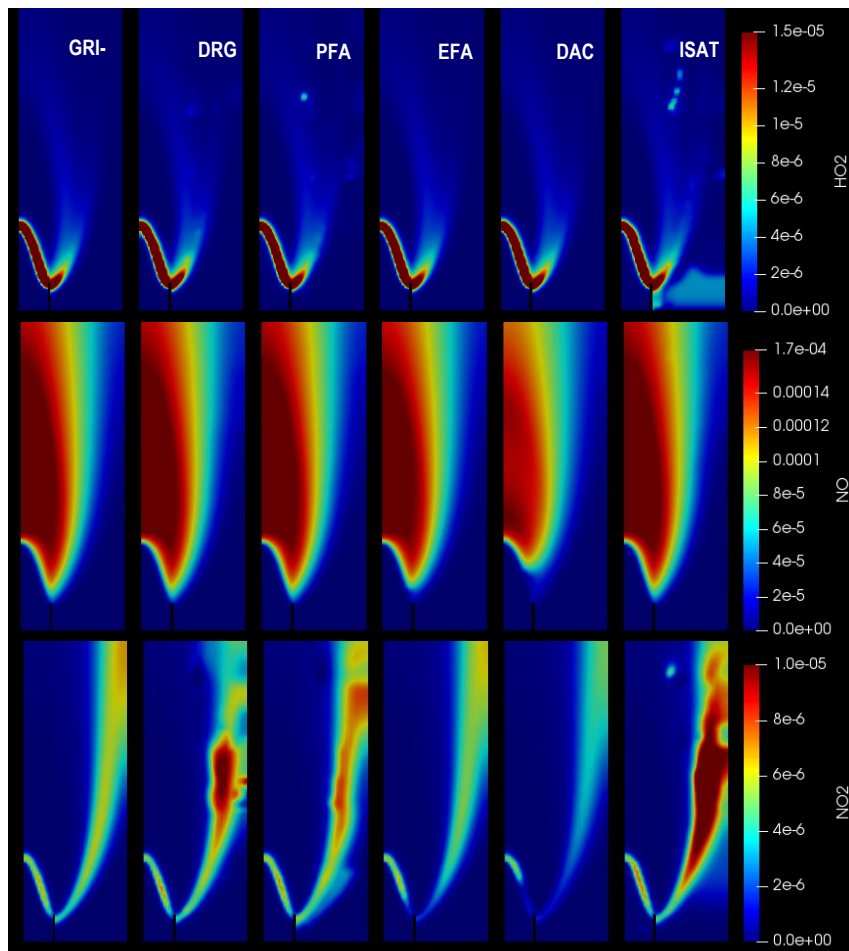 GRI- DRG PFA EFA DAC ISAT
1.5e-05
1.2e-5
1e-5
8e-6
6e-6
4e-6
2e-6
0.0e+00
HO2
1.7e-04
0.00014
0.00012
0.0001
8e-5
6e-5
4e-5
2e-5
0.0e+00
NO
1.0e-05
8e-6
6e-6
4e-6
2e-6
0.0e+00
NO2